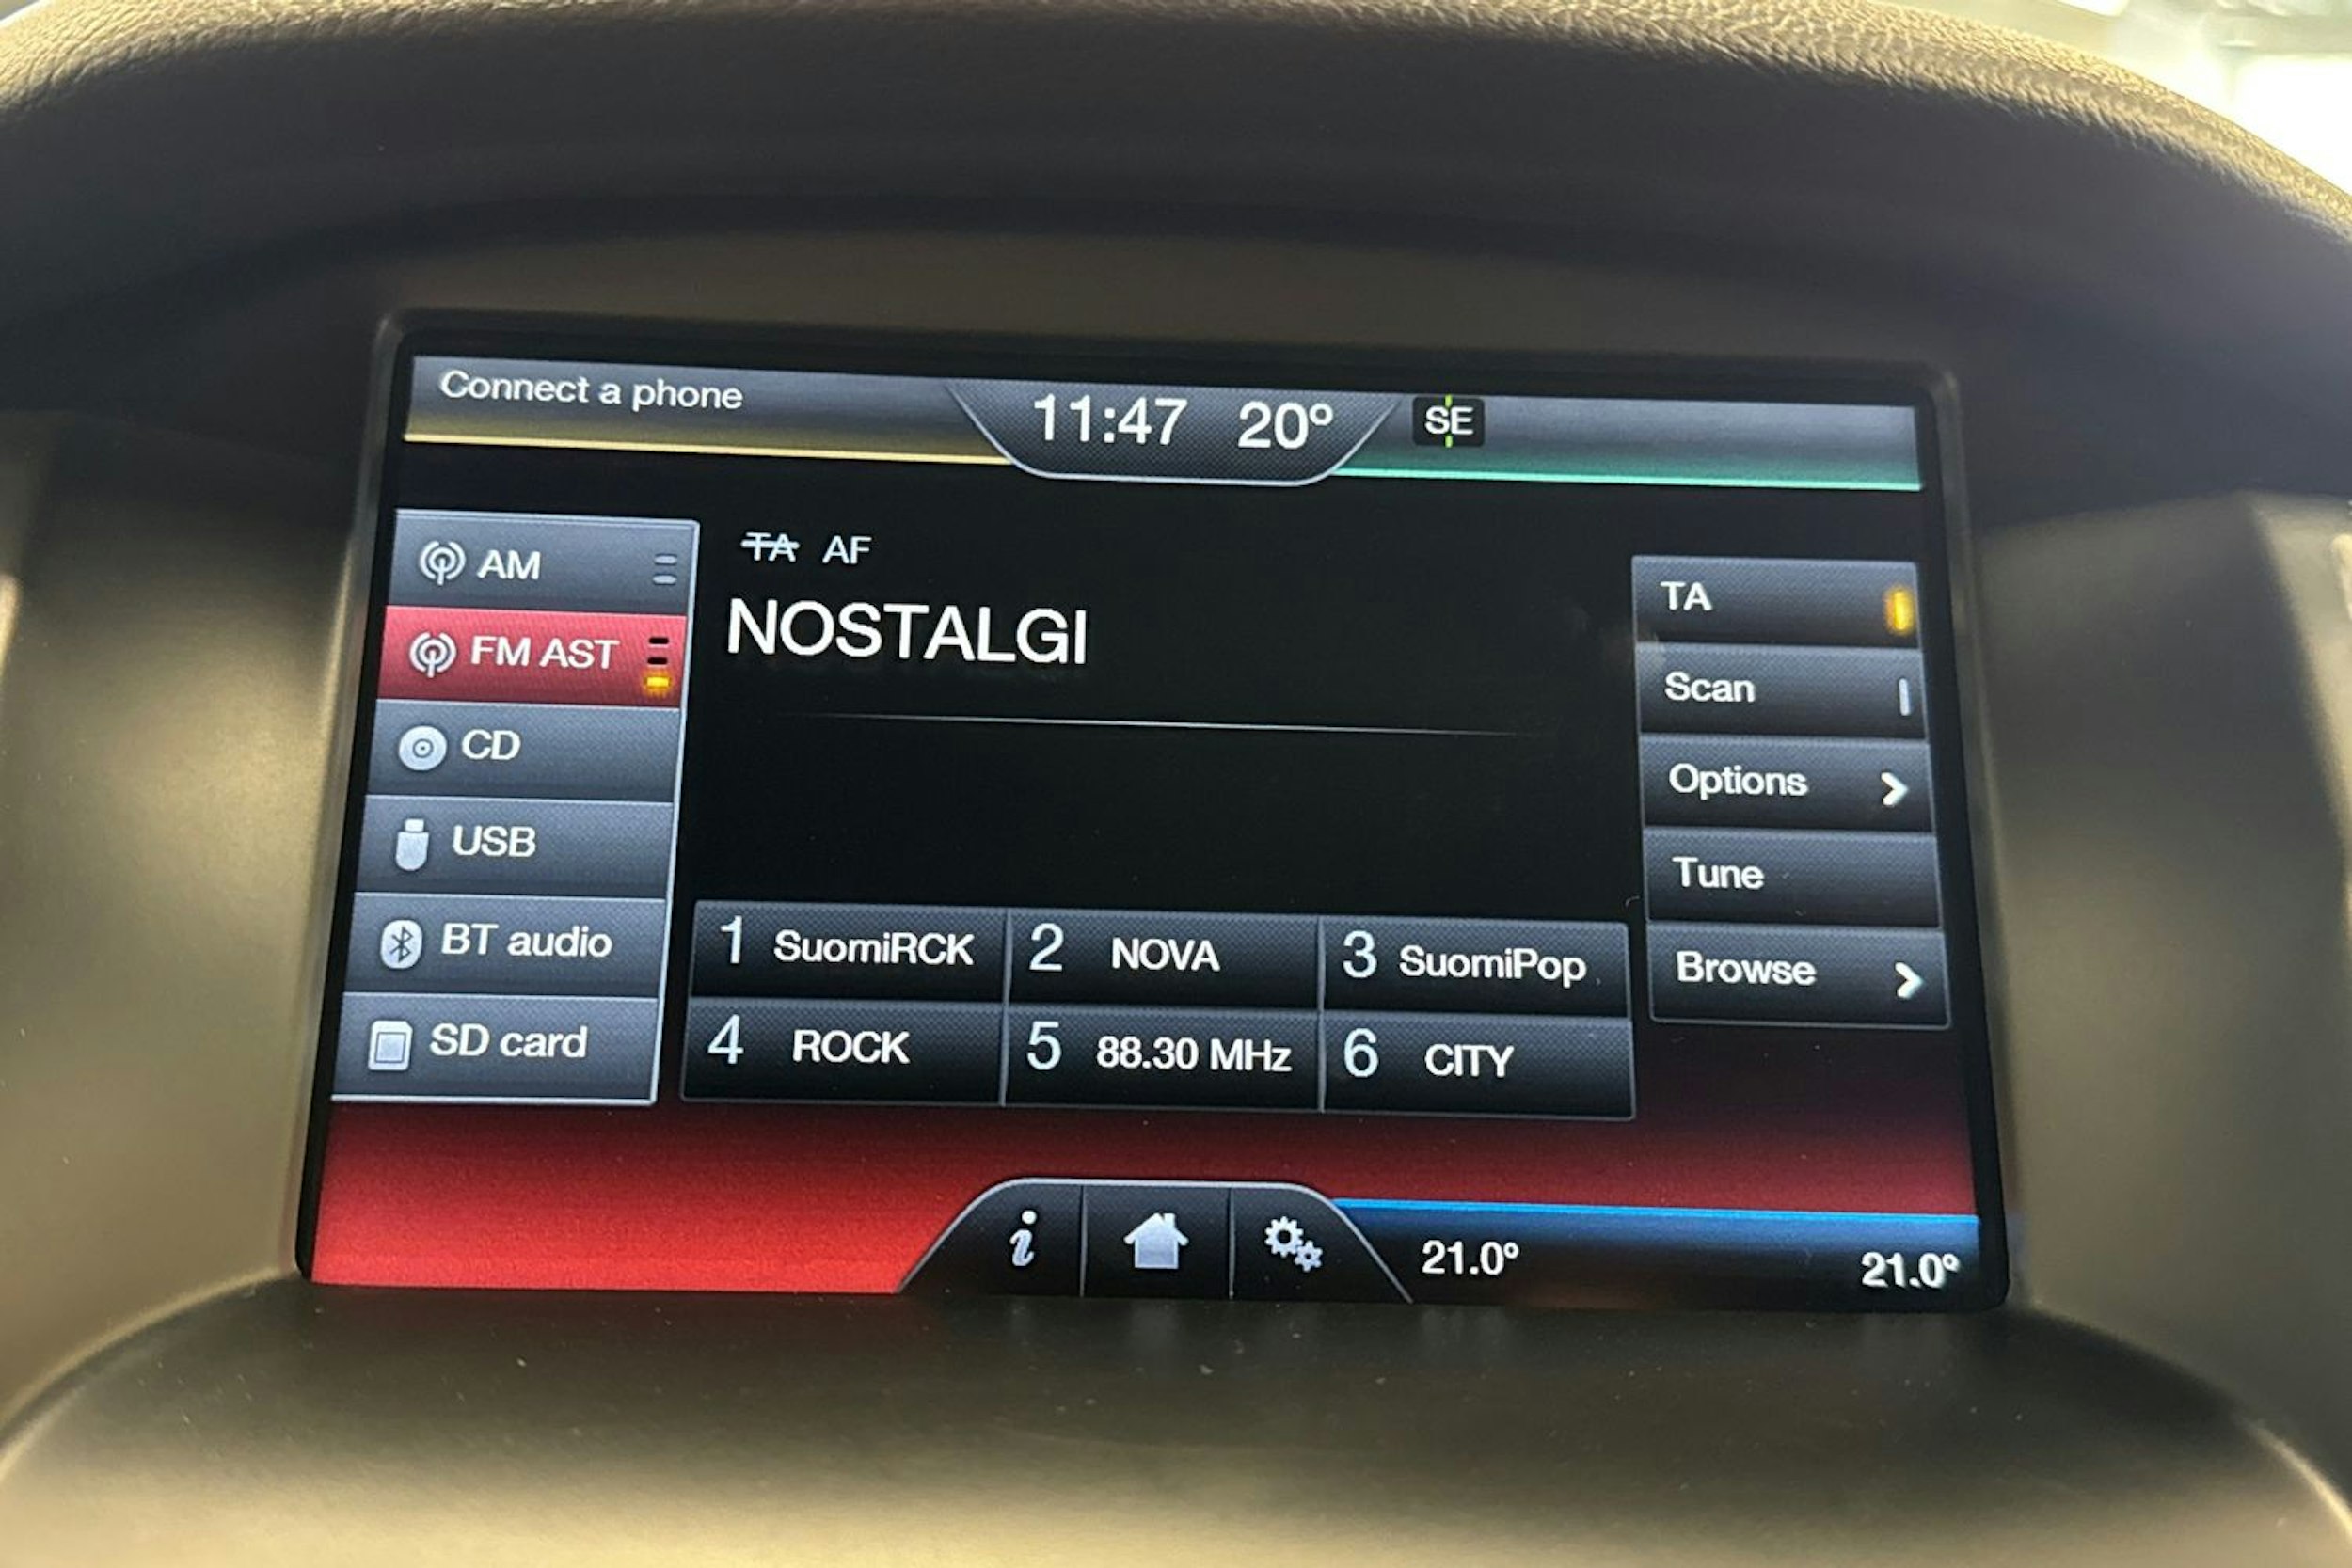 Connect a phone
11:47 20° SE
TA AF
NOSTALGI
AM
FM AST
CD
USB
BT audio
SD card
TA
Scan
Options
Tune
Browse
1 SuomiRCK 2 NOVA 3 SuomiPop
4 ROCK 5 88.30 MHz 6 CITY
i
21.0° 21.0°